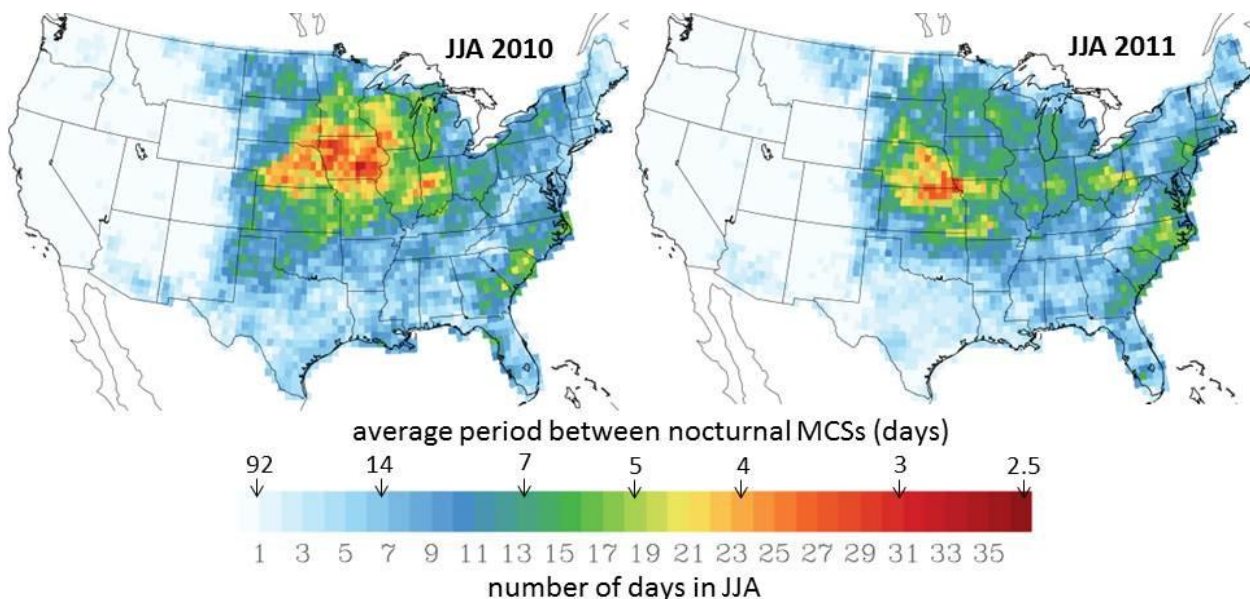 JJA 2010
JJA 2011
average period between nocturnal MCSs (days)
92 14 7 5 4 3 2.5
1 3 5 7 9 11 13 15 17 19 21 23 25 27 29 31 33 35
number of days in JJA